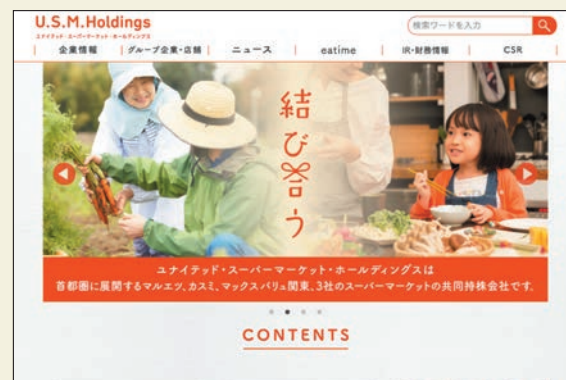 U.S.M.Holdings
ユナイテッド・スーパーマーケット・ホールディングス
検索ワードを入力
企業情報
グループ企業・店舗
ニュース
eatime
IR・財務情報
CSR
結び合う
ユナイテッド・スーパーマーケット・ホールディングスは
首都圏に展開するマルエツ、カスミ、マックスバリュ関東、3社のスーパーマーケットの共同持株会社です。
CONTENTS